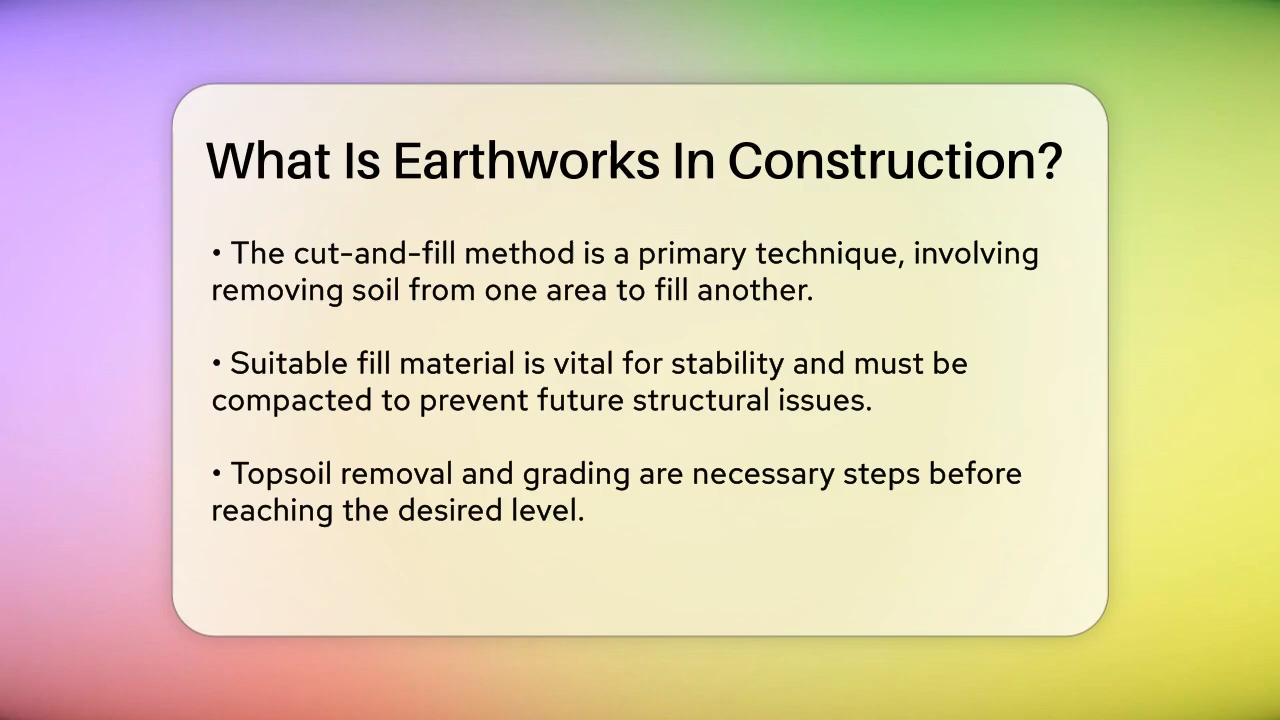 What Is Earthworks In Construction?
• The cut-and-fill method is a primary technique, involving
removing soil from one area to fill another.
• Suitable fill material is vital for stability and must be
compacted to prevent future structural issues.
• Topsoil removal and grading are necessary steps before
reaching the desired level.